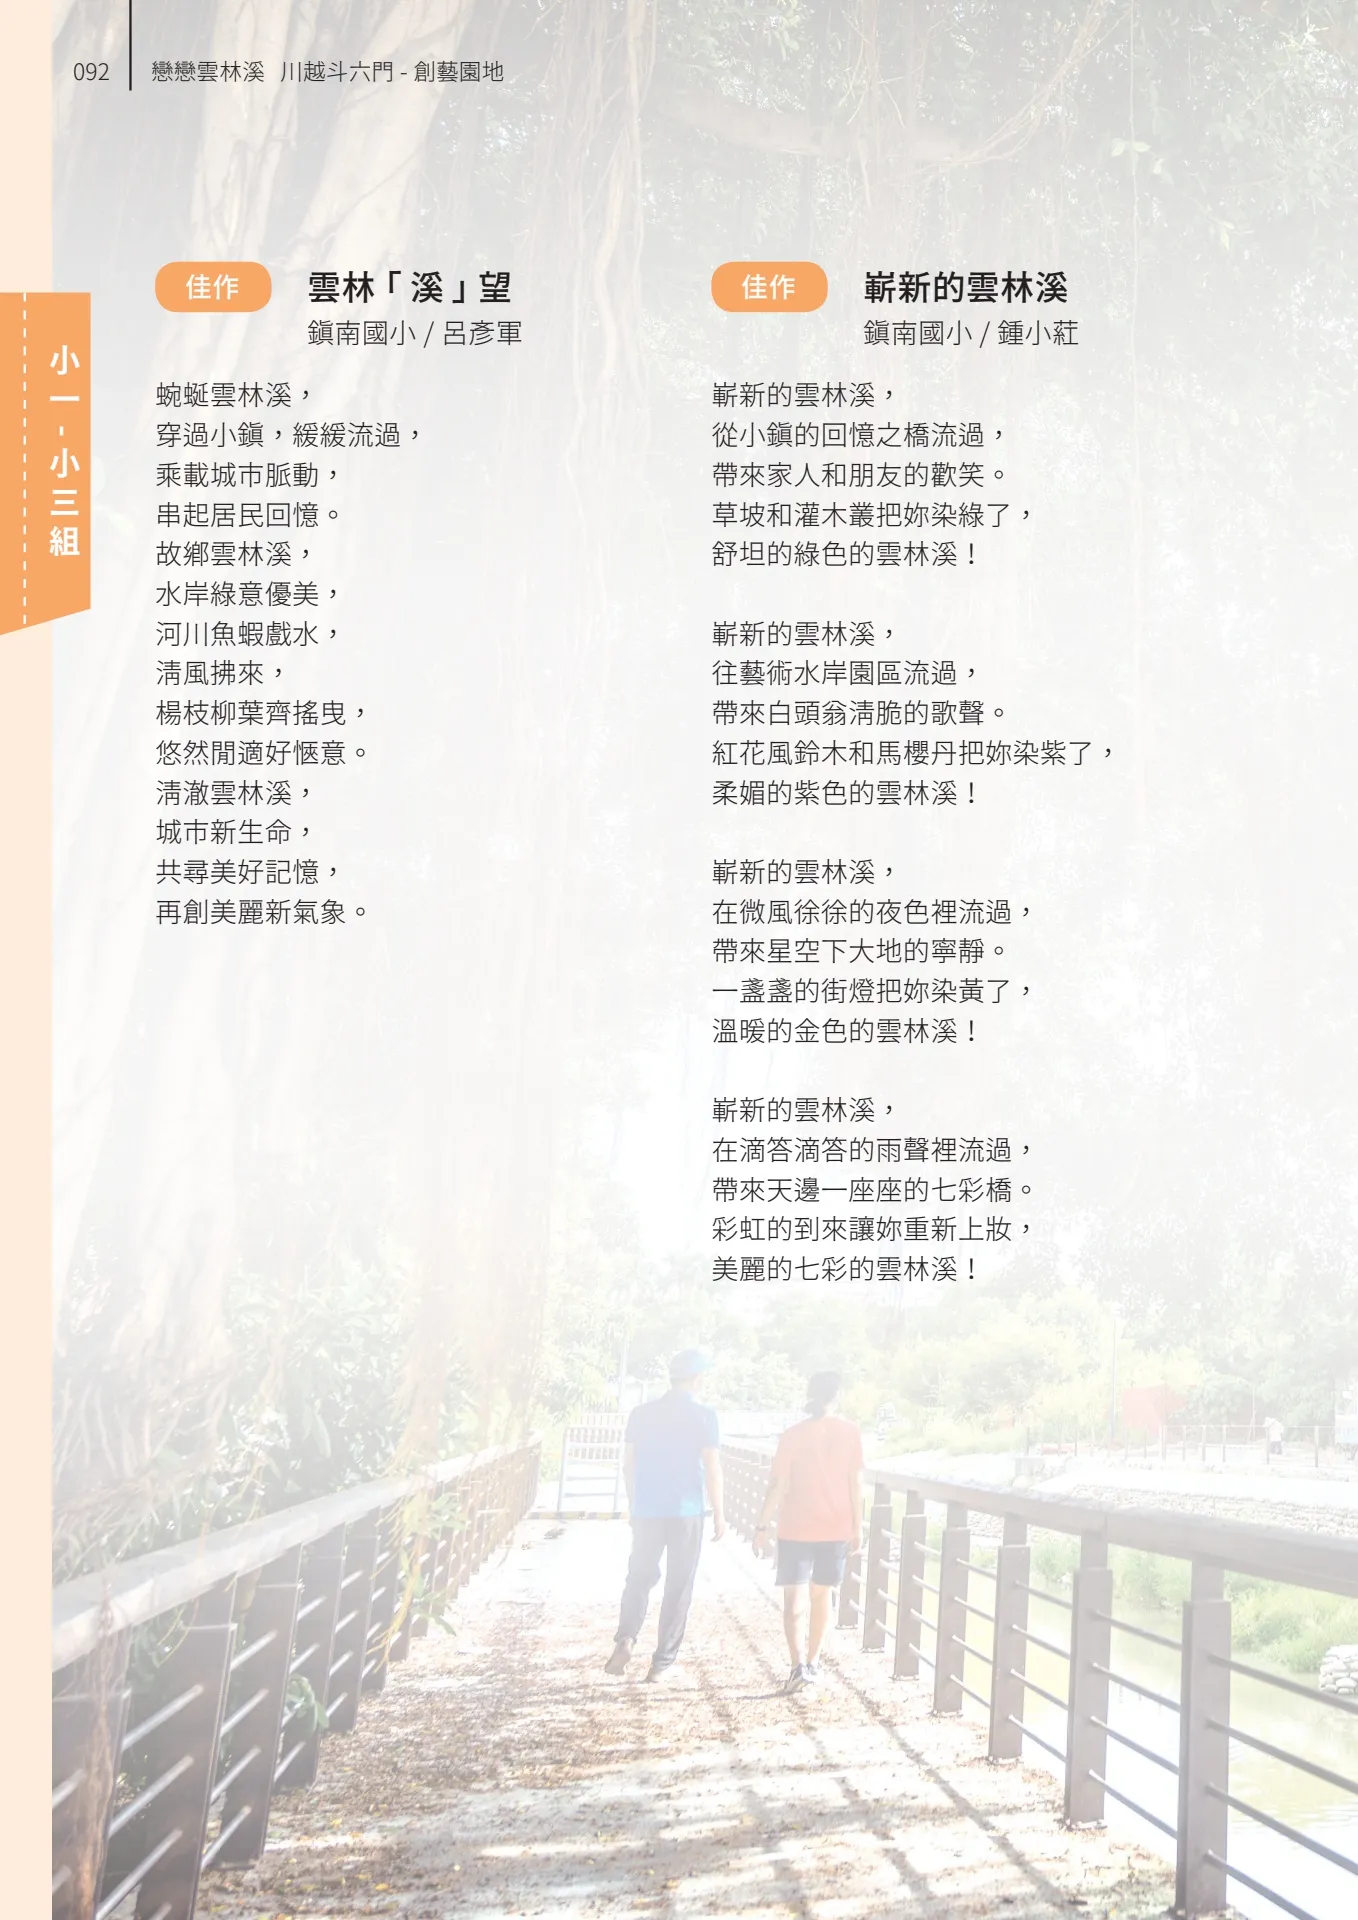 092
戀戀雲林溪 川越斗六門 - 創藝園地
小一 - 小三組
佳作
雲林「溪」望
鎮南國小 / 呂彥軍
蜿蜒雲林溪，
穿過小鎮，緩緩流過，
乘載城市脈動，
串起居民回憶。
故鄉雲林溪，
水岸綠意優美，
河川魚蝦戲水，
清風拂來，
楊枝柳葉齊搖曳，
悠然閒適好愜意。
清澈雲林溪，
城市新生命，
共尋美好記憶，
再創美麗新氣象。
佳作
嶄新的雲林溪
鎮南國小 / 鍾小葒
嶄新的雲林溪，
從小鎮的回憶之橋流過，
帶來家人和朋友的歡笑。
草坡和灌木叢把妳染綠了，
舒坦的綠色的雲林溪！
嶄新的雲林溪，
往藝術水岸園區流過，
帶來白頭翁清脆的歌聲。
紅花風鈴木和馬櫻丹把妳染紫了，
柔媚的紫色的雲林溪！
嶄新的雲林溪，
在微風徐徐的夜色裡流過，
帶來星空下大地的寧靜。
一盞盞的街燈把妳染黃了，
溫暖的金色的雲林溪！
嶄新的雲林溪，
在滴答滴答的雨聲裡流過，
帶來天邊一座座的七彩橋。
彩虹的到來讓妳重新上妝，
美麗的七彩的雲林溪！